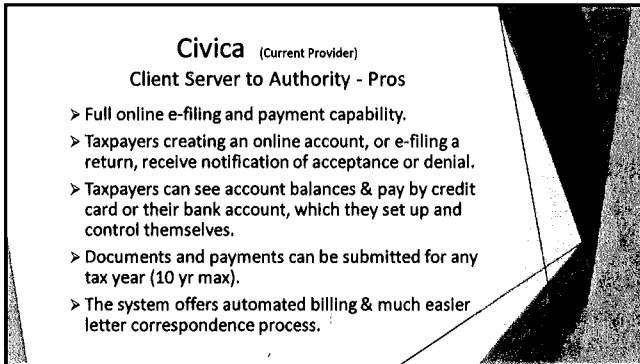 Civica (Current Provider)
Client Server to Authority - Pros
➢ Full online e-filing and payment capability.
➢ Taxpayers creating an online account, or e-filing a
return, receive notification of acceptance or denial.
➢ Taxpayers can see account balances & pay by credit
card or their bank account, which they set up and
control themselves.
➢ Documents and payments can be submitted for any
tax year (10 yr max).
➢ The system offers automated billing & much easier
letter correspondence process.